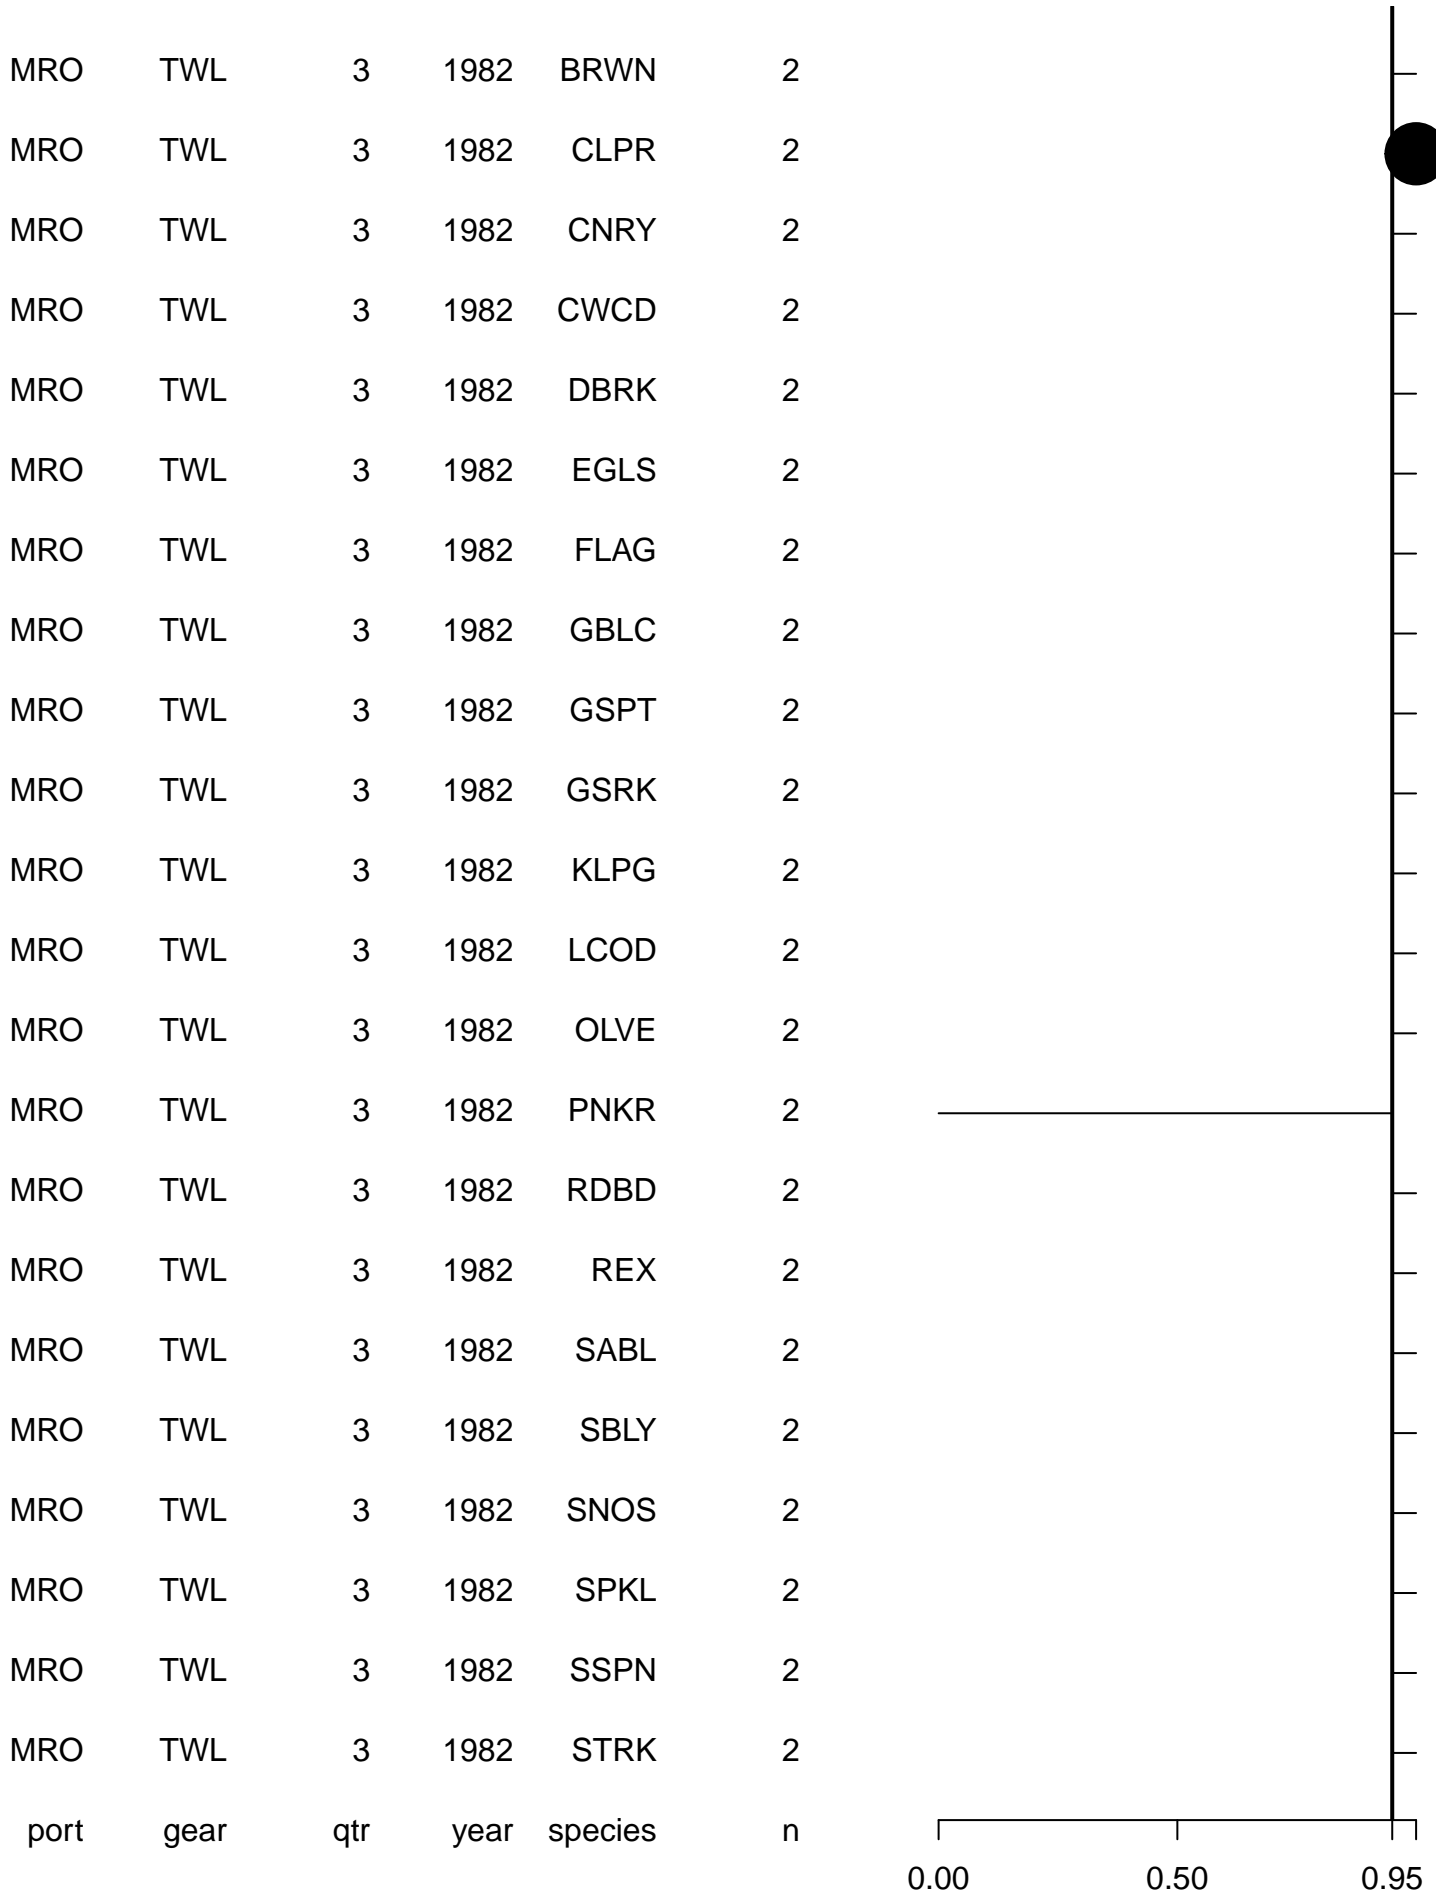 MRO TWL 3 1982 BRWN 2
MRO TWL 3 1982 CLPR 2
MRO TWL 3 1982 CNRY 2
MRO TWL 3 1982 CWCD 2
MRO TWL 3 1982 DBRK 2
MRO TWL 3 1982 EGLS 2
MRO TWL 3 1982 FLAG 2
MRO TWL 3 1982 GBLC 2
MRO TWL 3 1982 GSPT 2
MRO TWL 3 1982 GSRK 2
MRO TWL 3 1982 KLPG 2
MRO TWL 3 1982 LCOD 2
MRO TWL 3 1982 OLVE 2
MRO TWL 3 1982 PNKR 2
MRO TWL 3 1982 RDBD 2
MRO TWL 3 1982 REX 2
MRO TWL 3 1982 SABL 2
MRO TWL 3 1982 SBLY 2
MRO TWL 3 1982 SNOS 2
MRO TWL 3 1982 SPKL 2
MRO TWL 3 1982 SSPN 2
MRO TWL 3 1982 STRK 2
port gear qtr year species n
0.00 0.50 0.95